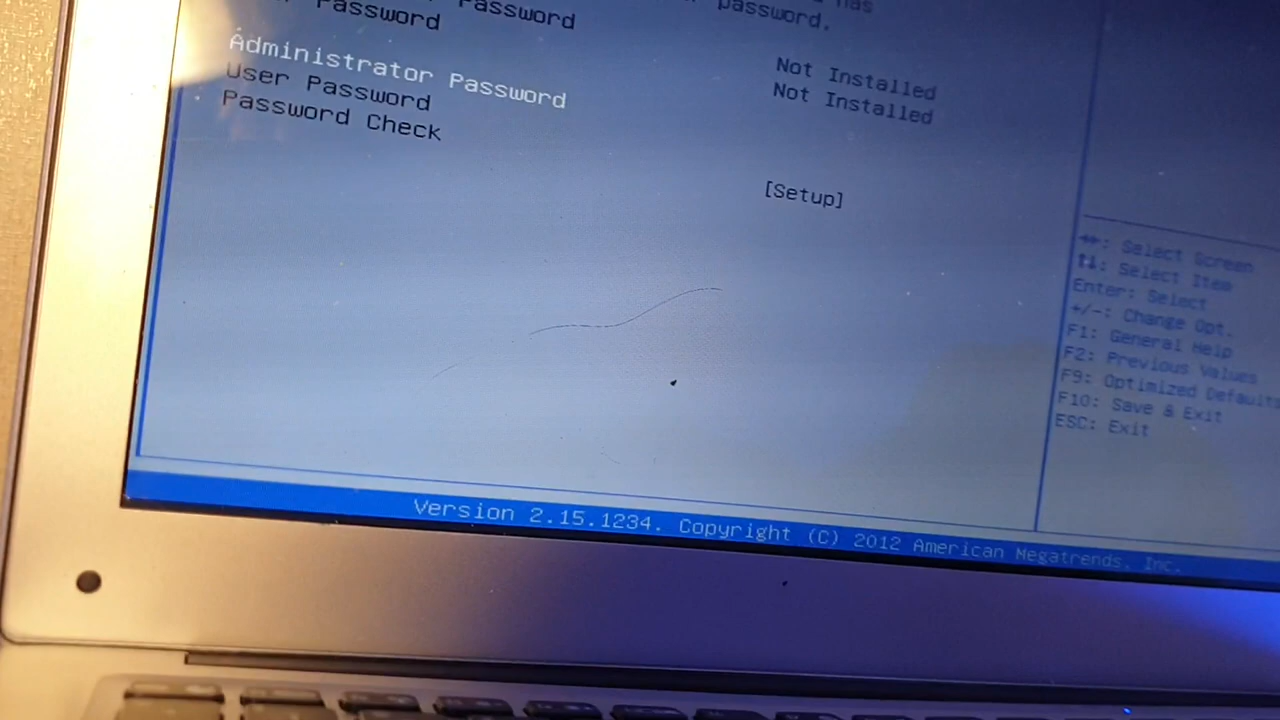 has
Password
password.
Password
Administrator Password
User Password
Password Check
Not Installed
Not Installed
[Setup]
: Select Screen
↑↓: Select Item
Enter: Select
+/-: Change Opt.
F1: General Help
F2: Previous Values
F9: Optimized Defaults
F10: Save & Exit
ESC: Exit
Version 2.15.1234. Copyright (C) 2012 American Megatrends, Inc.